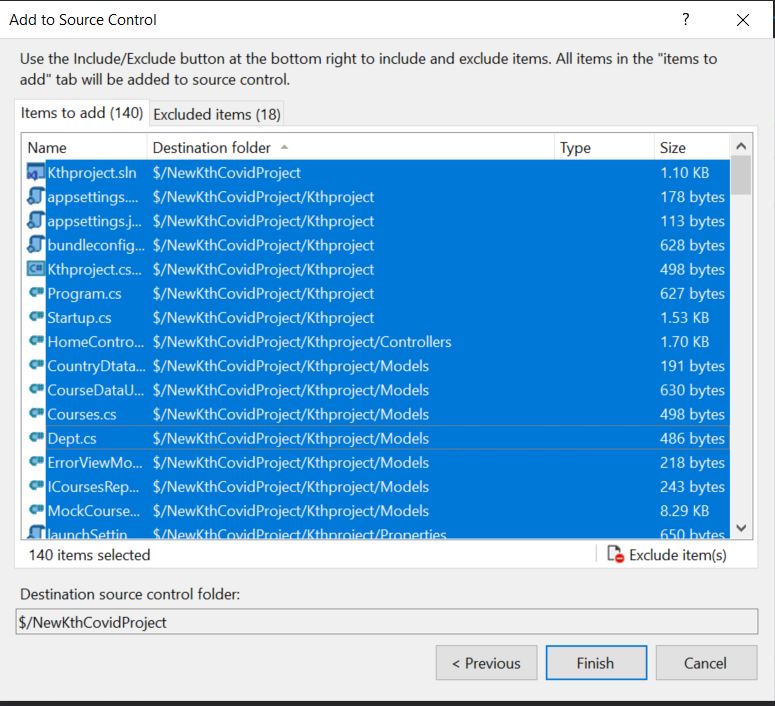 Add to Source Control
Use the Include/Exclude button at the bottom right to include and exclude items. All items in the "items to
add" tab will be added to source control.
Items to add (140) Excluded items (18)
Name Destination folder Type Size
Kthproject.sln $/NewKthCovidProject 1.10 KB
appsettings.... $/NewKthCovidProject/Kthproject 178 bytes
appsettings.j... $/NewKthCovidProject/Kthproject 113 bytes
bundleconfig... $/NewKthCovidProject/Kthproject 628 bytes
Kthproject.cs... $/NewKthCovidProject/Kthproject 498 bytes
Program.cs $/NewKthCovidProject/Kthproject 627 bytes
Startup.cs $/NewKthCovidProject/Kthproject 1.53 KB
HomeContro... $/NewKthCovidProject/Kthproject/Controllers 1.70 KB
CountryDtata... $/NewKthCovidProject/Kthproject/Models 191 bytes
CourseDataU... $/NewKthCovidProject/Kthproject/Models 630 bytes
Courses.cs $/NewKthCovidProject/Kthproject/Models 498 bytes
Dept.cs $/NewKthCovidProject/Kthproject/Models 486 bytes
ErrorViewMo... $/NewKthCovidProject/Kthproject/Models 218 bytes
ICoursesRep... $/NewKthCovidProject/Kthproject/Models 243 bytes
MockCourse... $/NewKthCovidProject/Kthproject/Models 8.29 KB
launchSettin... $/NewKthCovidProject/Kthproject/Properties 650 bytes
140 items selected Exclude item(s)
Destination source control folder:
$/NewKthCovidProject
< Previous Finish Cancel